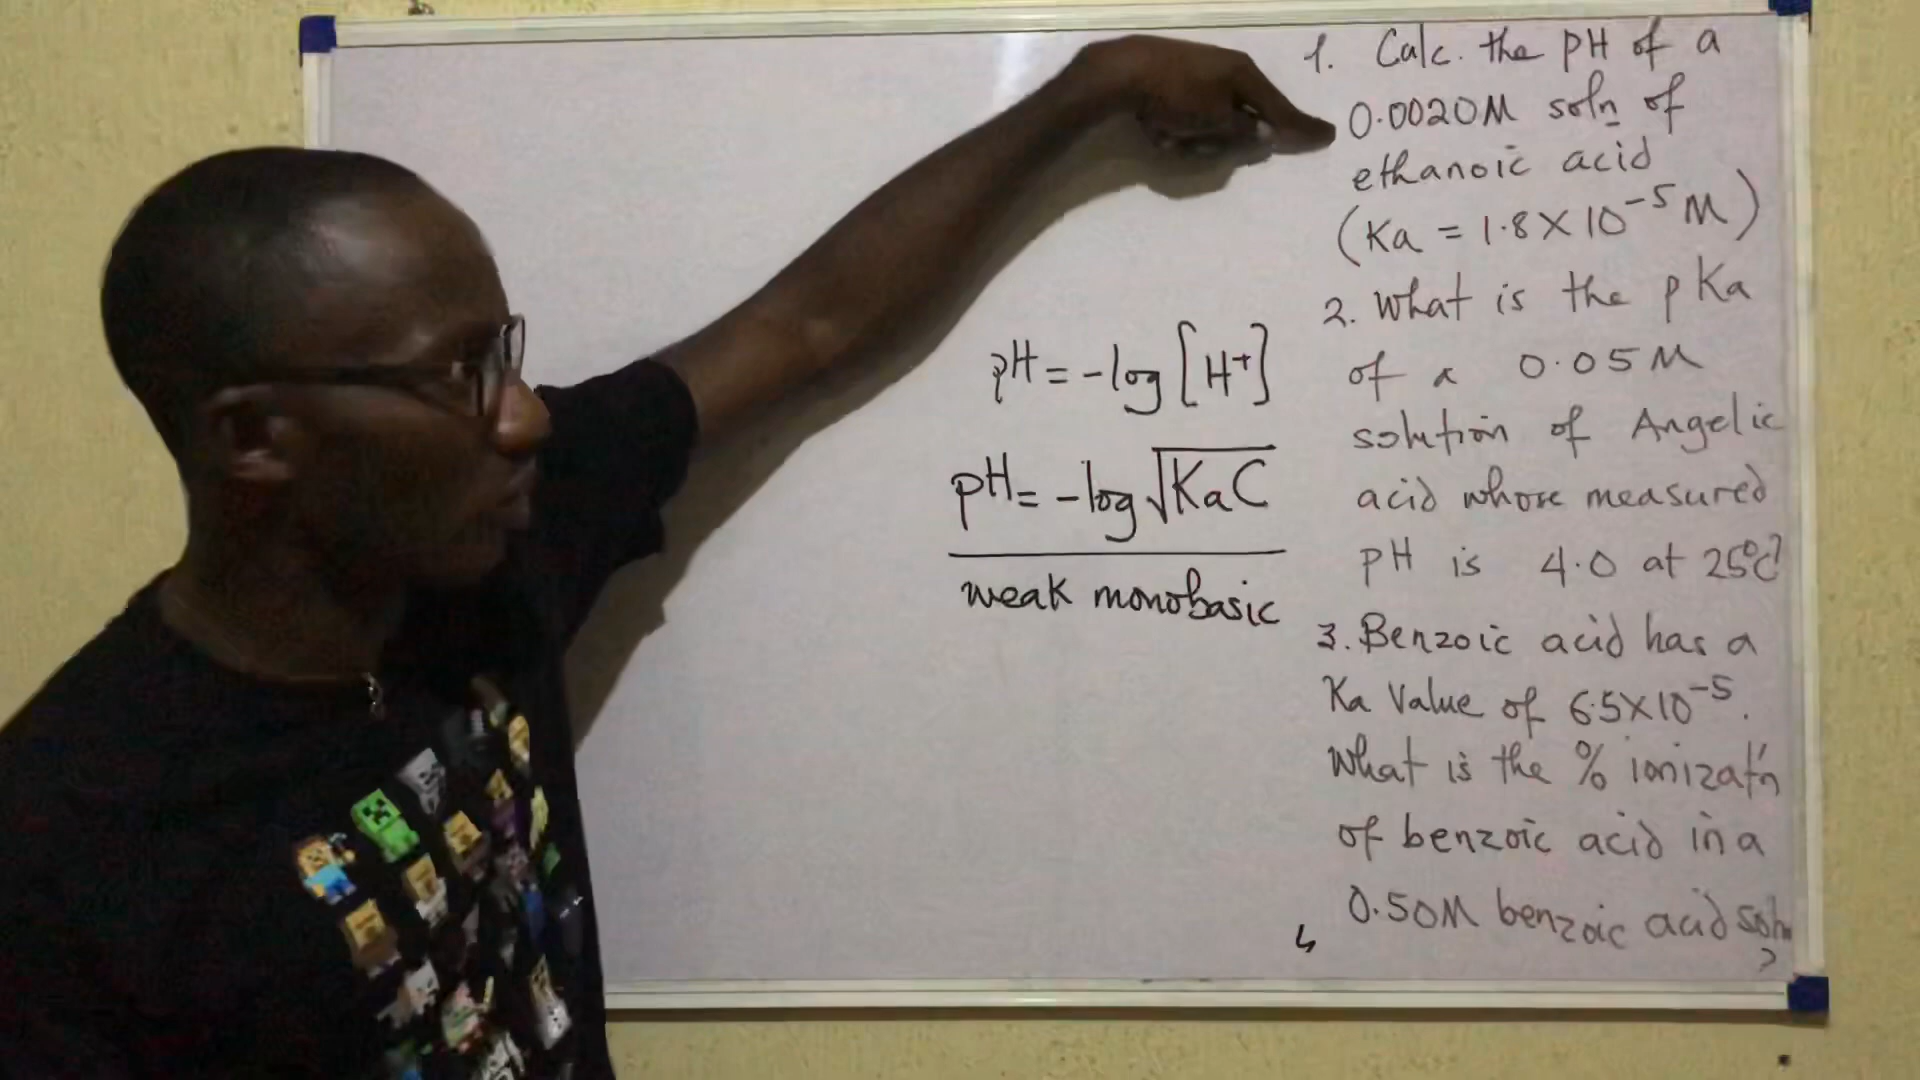 1. Calc. the pH of a
0.0020M soln of
ethanoic acid
(Ka = 1.8 X 10⁻⁵ M)
2. What is the pKa
of a 0.05M
solution of Angelic
acid whose measured
pH is 4.0 at 25°C?
3. Benzoic acid has a
Ka Value of 6.5X10⁻⁵.
What is the % ionizat'n
of benzoic acid in a
0.50M benzoic acid soln
?
pH = -log [H⁺]
pH = -log √KaC
weak monobasic